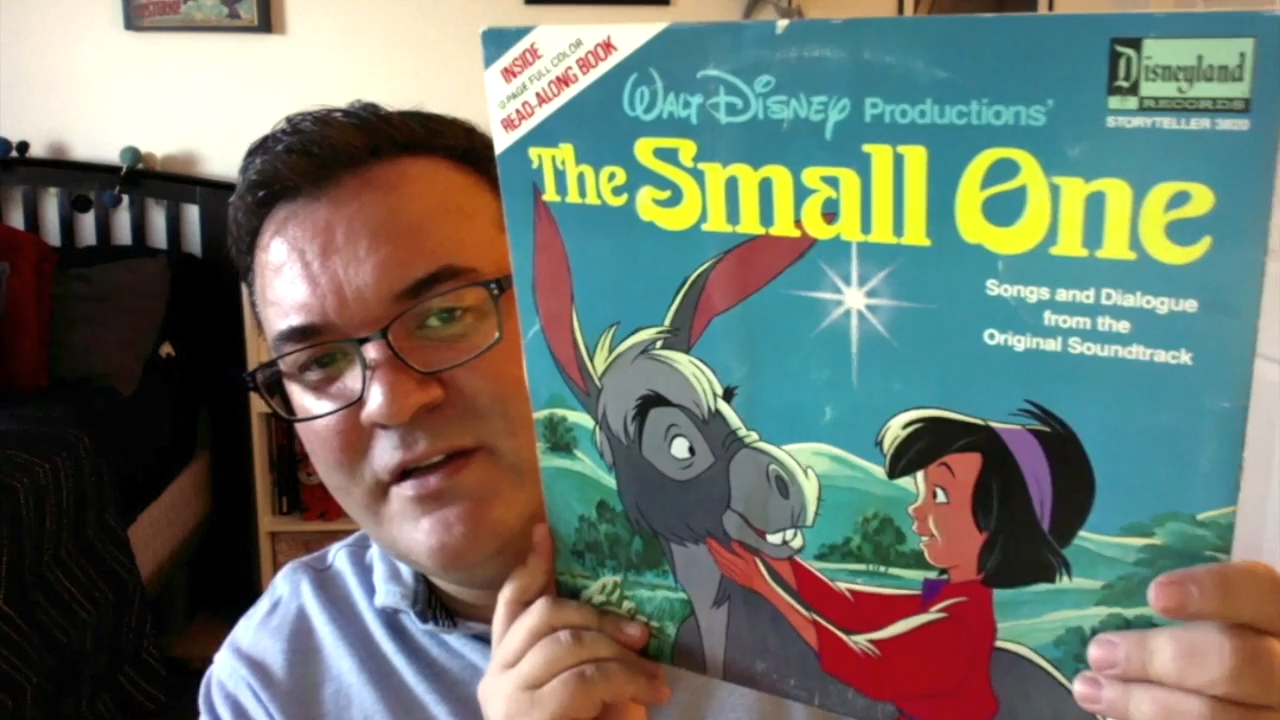 INSIDE
12-PAGE FULL COLOR
READ-ALONG BOOK
WALT DISNEY Productions'
Disneyland
RECORDS
STORYTELLER 3820
The Small One
Songs and Dialogue
from the
Original Soundtrack